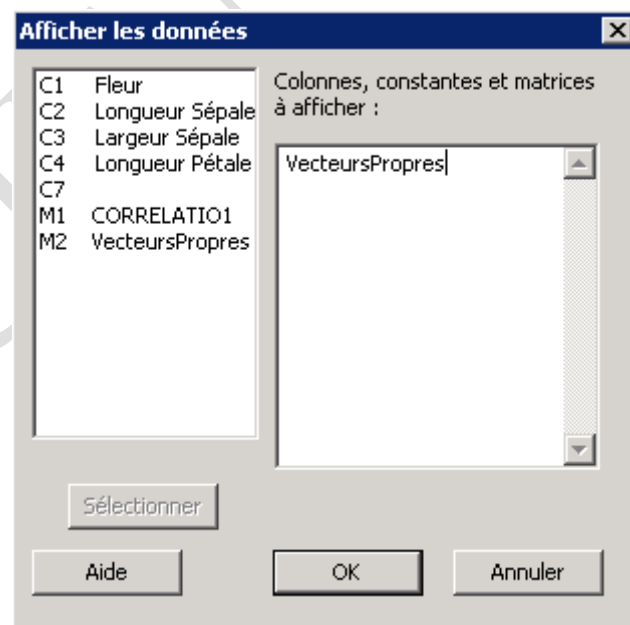 Afficher les données
C1 Fleur
C2 Longueur Sépale
C3 Largeur Sépale
C4 Longueur Pétale
C7
M1 CORRELATIO1
M2 VecteursPropres
Colonnes, constantes et matrices
à afficher :
VecteursPropres
Sélectionner
Aide
OK
Annuler